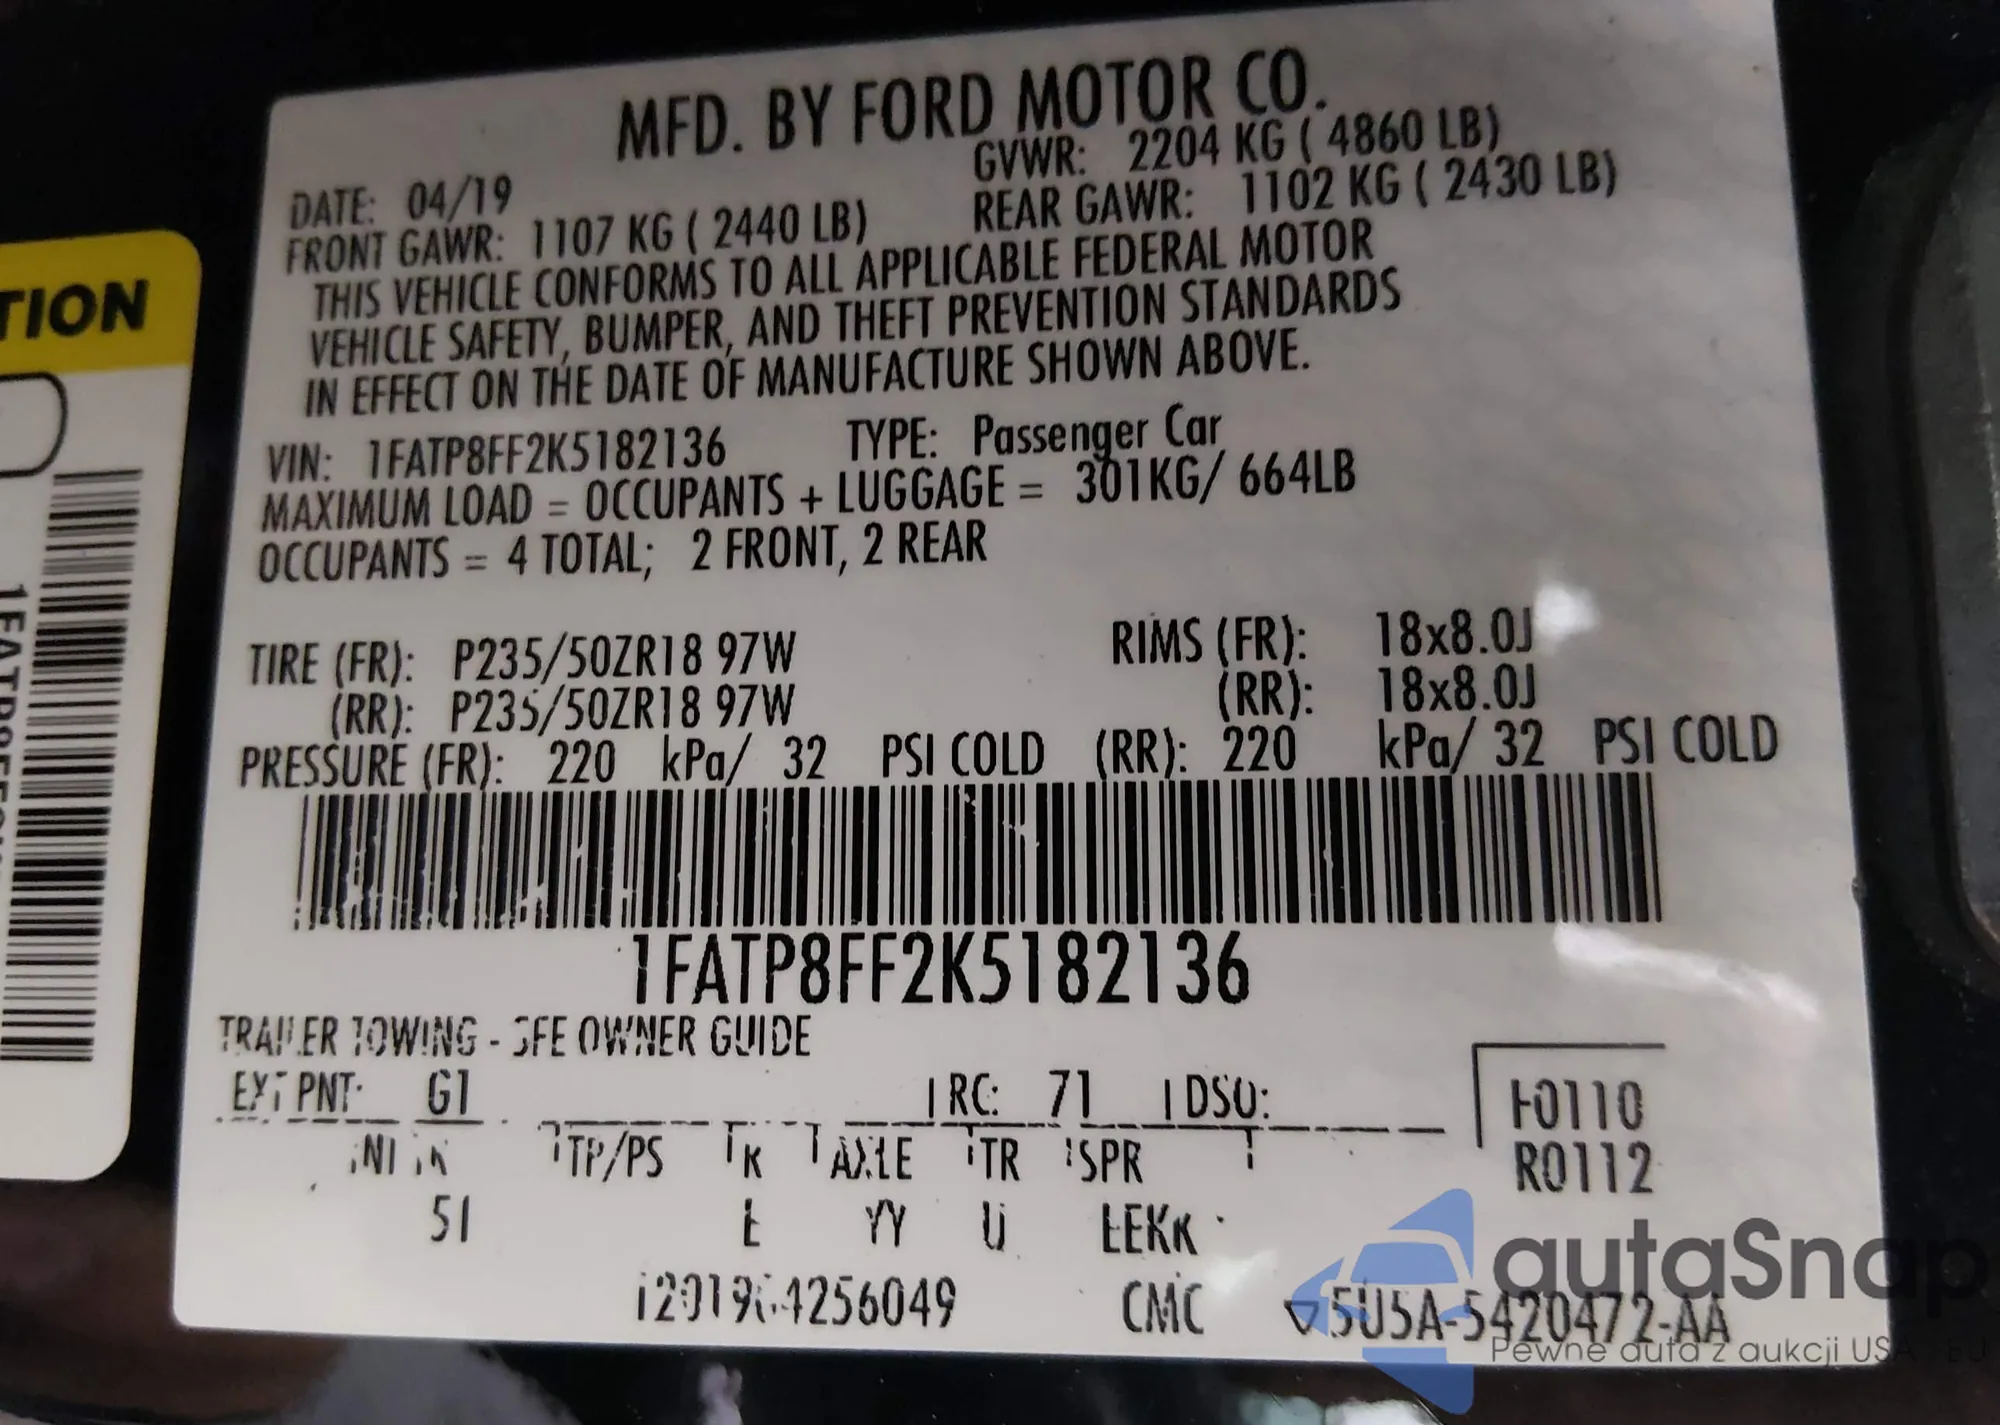 MFD. BY FORD MOTOR CO.
DATE: 04/19 GVWR: 2204 KG ( 4860 LB)
FRONT GAWR: 1107 KG ( 2440 LB) REAR GAWR: 1102 KG ( 2430 LB)
THIS VEHICLE CONFORMS TO ALL APPLICABLE FEDERAL MOTOR
VEHICLE SAFETY, BUMPER, AND THEFT PREVENTION STANDARDS
IN EFFECT ON THE DATE OF MANUFACTURE SHOWN ABOVE.
VIN: 1FATP8FF2K5182136 TYPE: Passenger Car
MAXIMUM LOAD = OCCUPANTS + LUGGAGE = 301KG/ 664LB
OCCUPANTS = 4 TOTAL; 2 FRONT, 2 REAR
TIRE (FR): P235/50ZR18 97W RIMS (FR): 18x8.0J
(RR): P235/50ZR18 97W (RR): 18x8.0J
PRESSURE (FR): 220 kPa/ 32 PSI COLD (RR): 220 kPa/ 32 PSI COLD
1FATP8FF2K5182136
TRAILER TOWING - SEE OWNER GUIDE
EXT PNT: G1 RC: 71 DSO:
F0110
R0112
TP/PS AXLE TR SPR
YY
CMC 5U5A-5420472-AA
TION
autoSnap
Pewne auta z aukcji USA